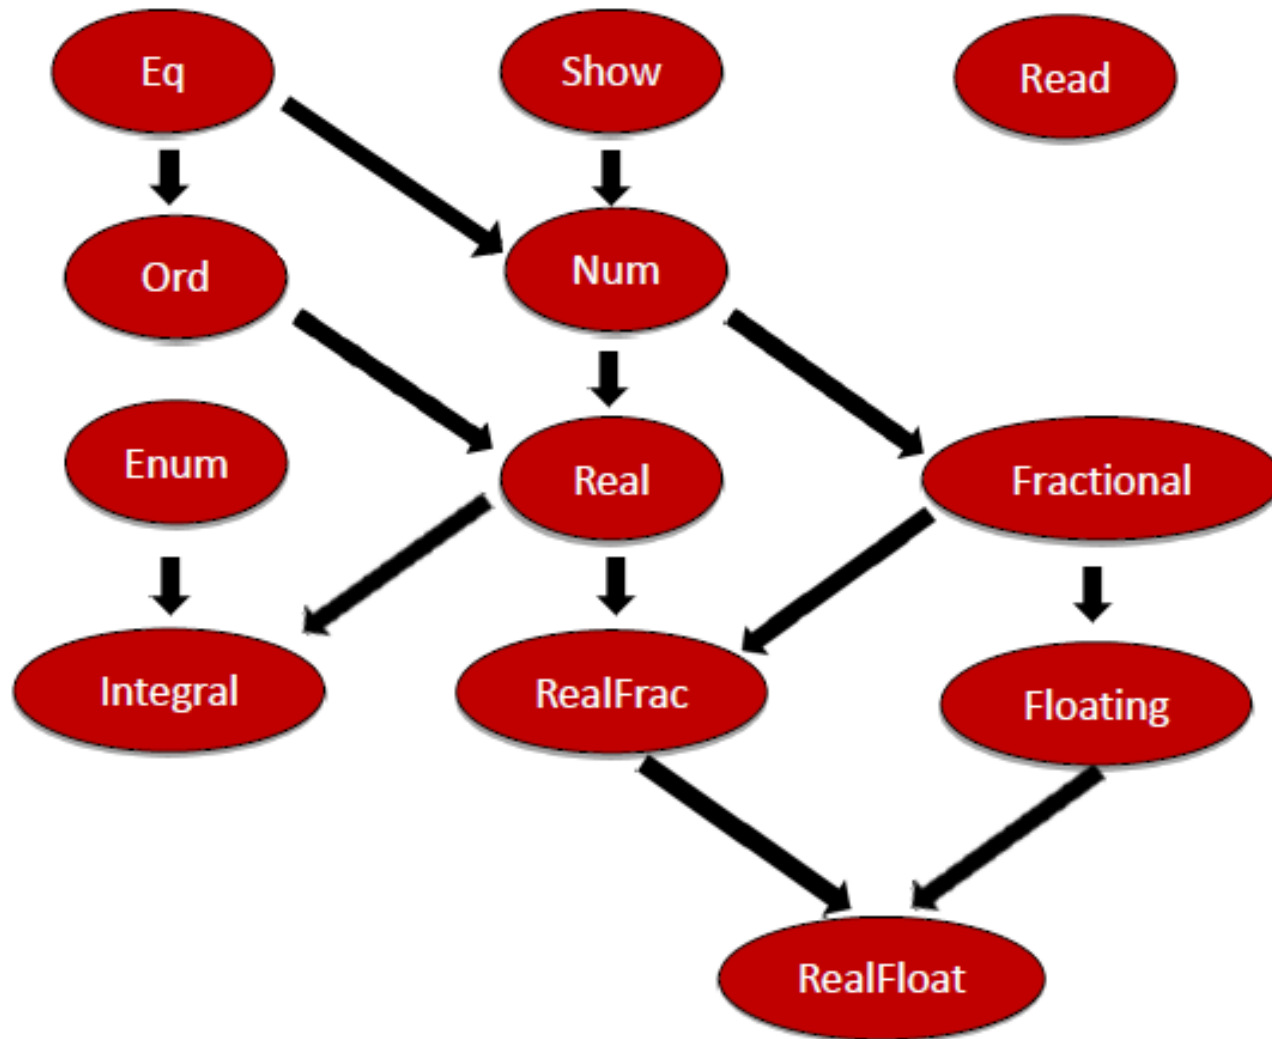 Eq
Show
Read
Ord
Num
Enum
Real
Fractional
Integral
RealFrac
Floating
RealFloat